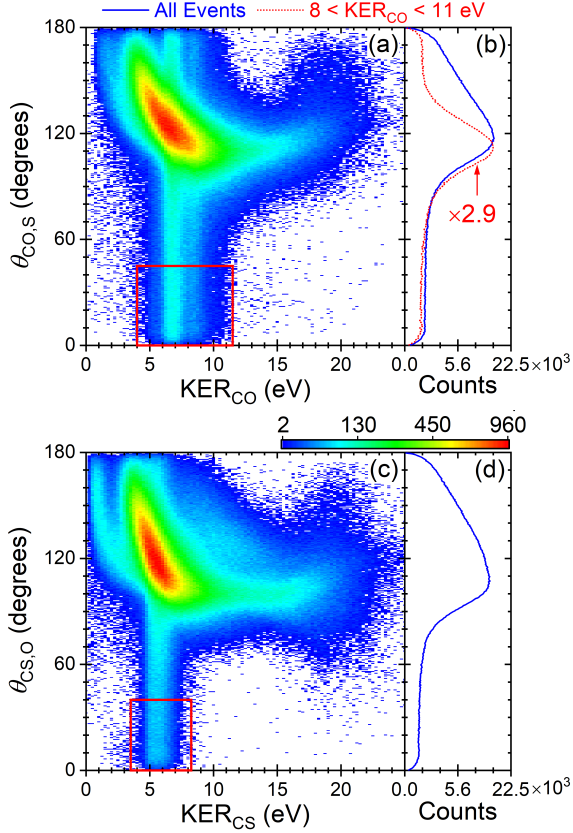 All Events 8 < KER_CO < 11 eV
180
120
60
0
θ_CO,S (degrees)
(a)
(b)
×2.9
0 5 10 15 20
KER_CO (eV)
0.0 5.6 22.5×10³
Counts
2 130 450 960
180
120
60
0
θ_CS,O (degrees)
(c)
(d)
0 5 10 15 20
KER_CS (eV)
0.0 5.6 22.5×10³
Counts